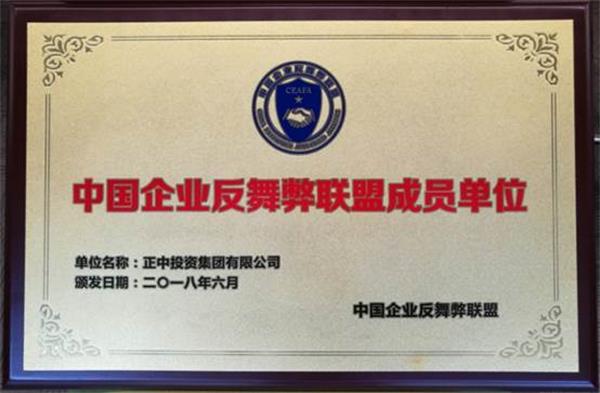 CEAFA
中国企业反舞弊联盟成员单位
单位名称：正中投资集团有限公司
颁发日期：二〇一八年六月
中国企业反舞弊联盟